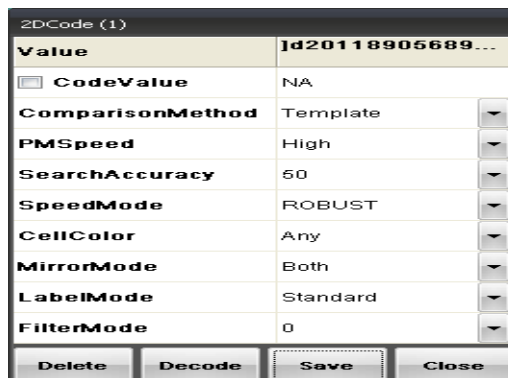 2DCode (1)
Value ]d20118905689...
CodeValue NA
ComparisonMethod Template
PMSpeed High
SearchAccuracy 50
SpeedMode ROBUST
CellColor Any
MirrorMode Both
LabelMode Standard
FilterMode 0
Delete Decode Save Close